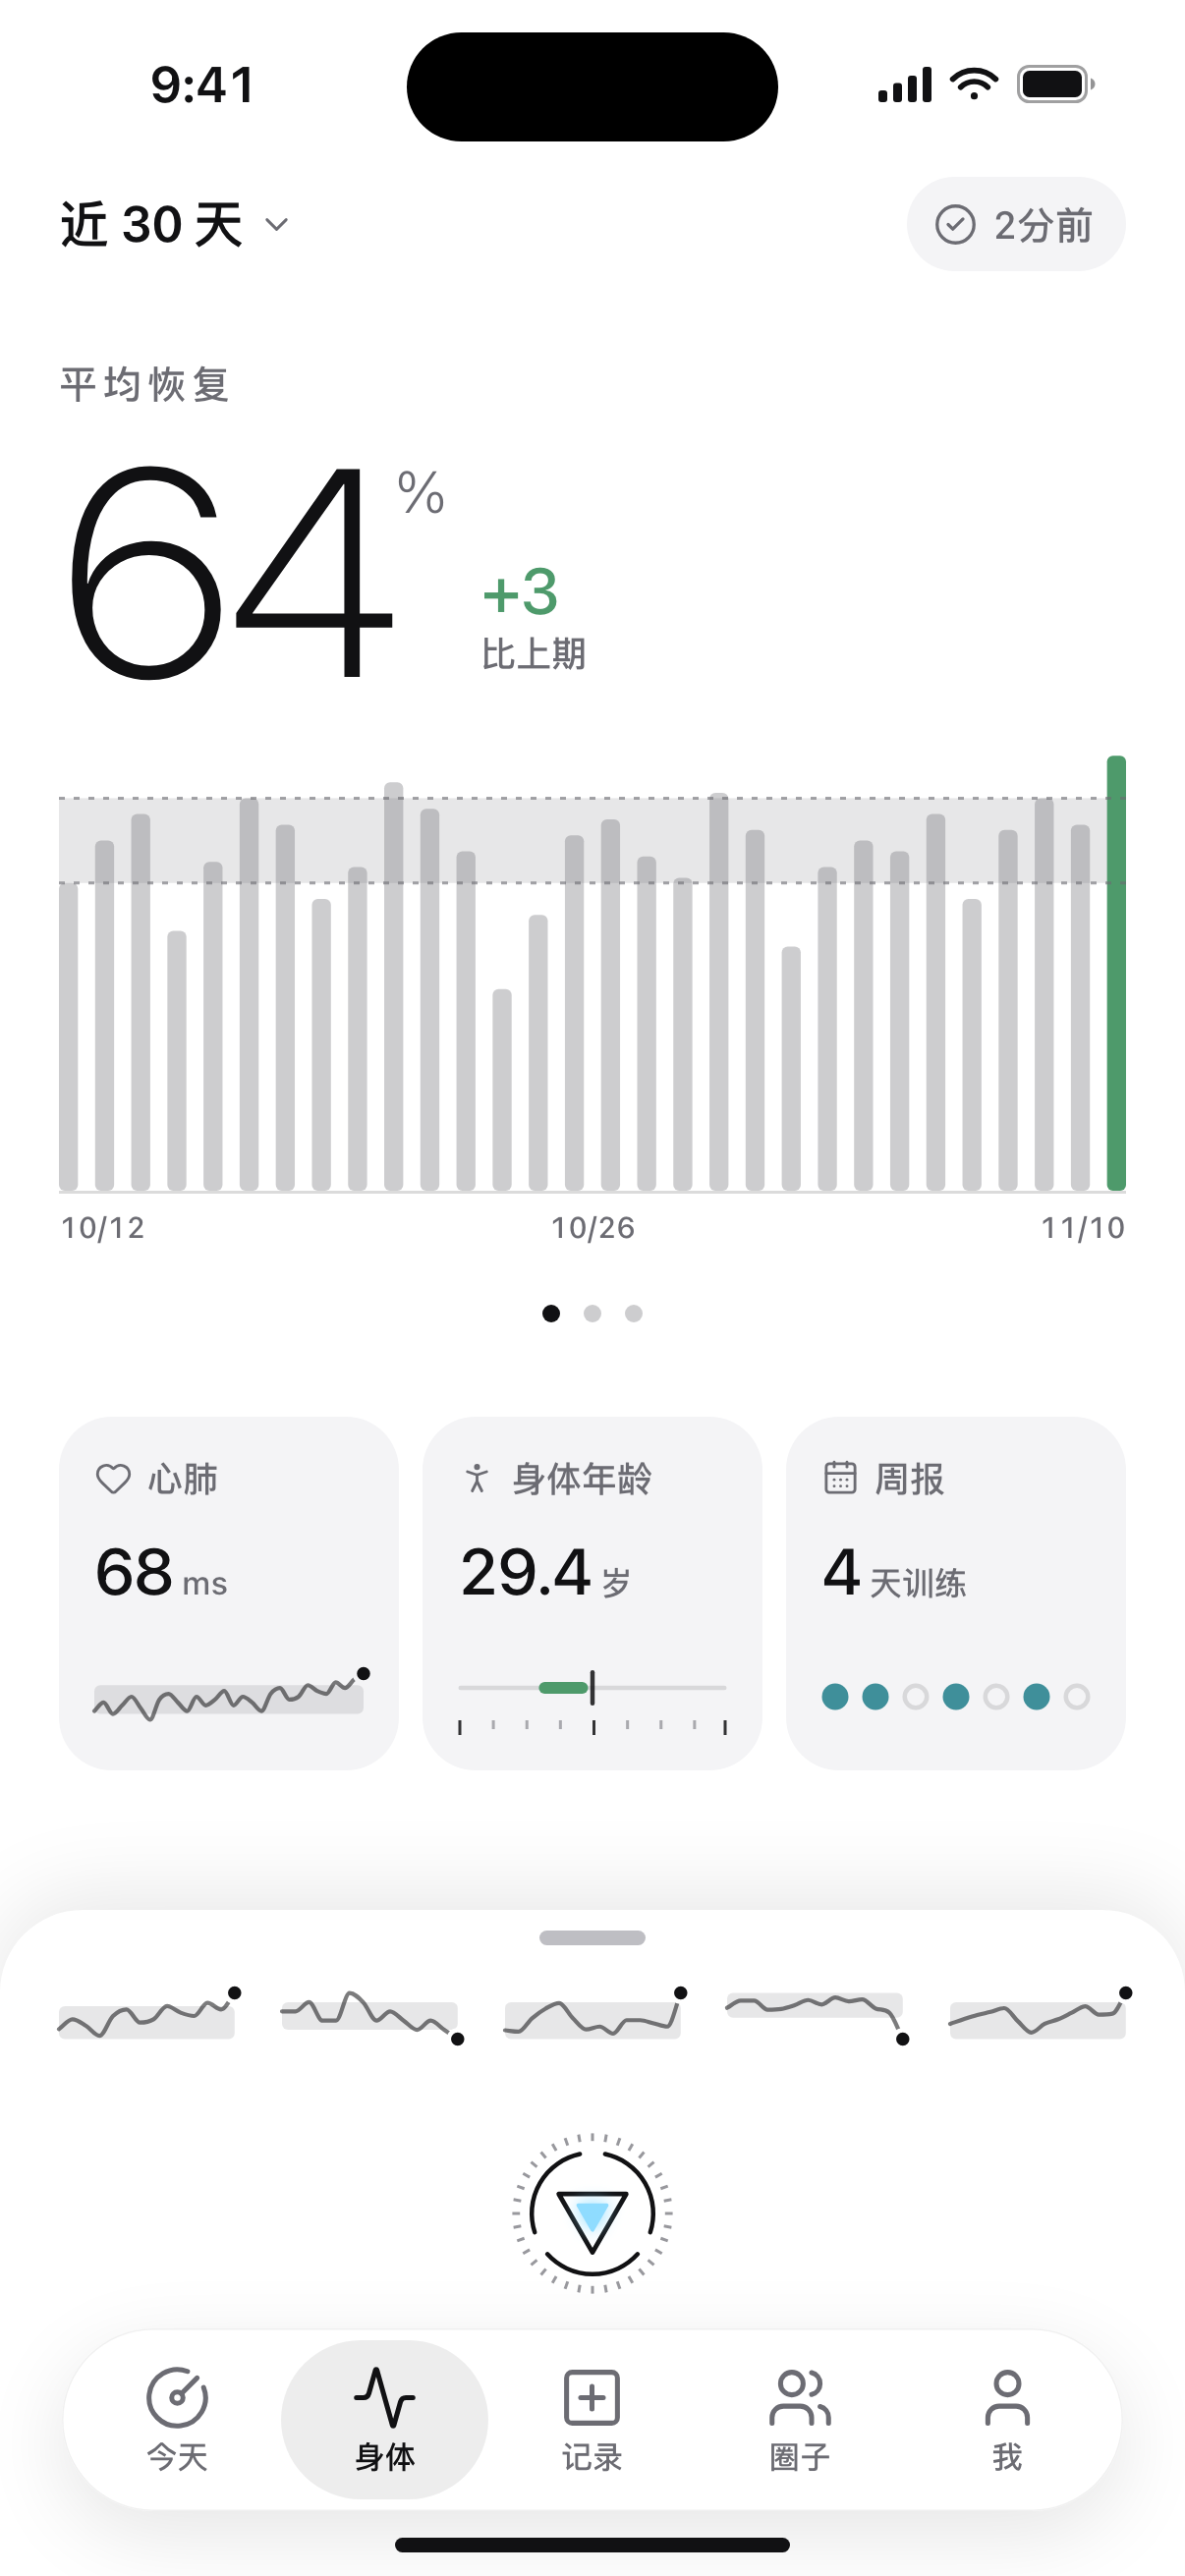 9:41
近 30 天
2分前
平均恢复
64%
+3
比上期
10/12 10/26 11/10
心肺
68 ms
身体年龄
29.4 岁
周报
4 天训练
今天
身体
记录
圈子
我